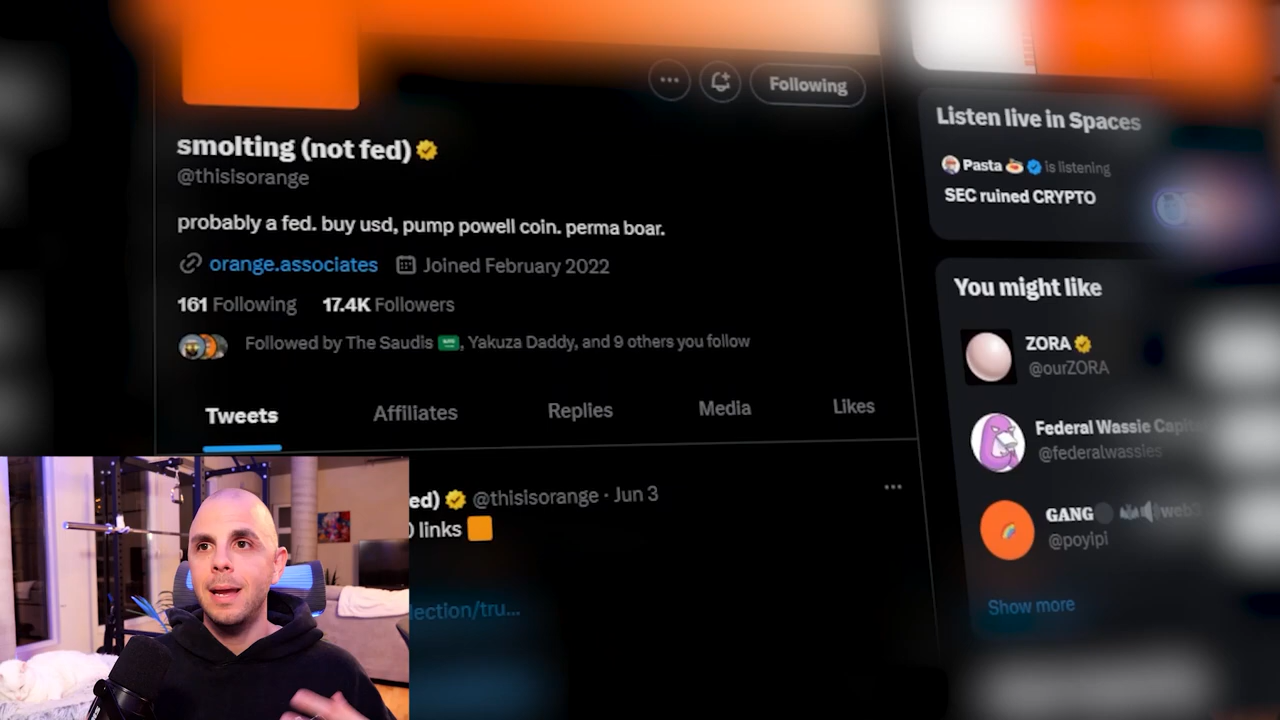 Following
smolting (not fed)
@thisisorange
probably a fed. buy usd, pump powell coin. perma boar.
orange.associates Joined February 2022
161 Following 17.4K Followers
Followed by The Saudis, Yakuza Daddy, and 9 others you follow
Tweets Affiliates Replies Media Likes
ed) @thisisorange · Jun 3
links
lection/tru...
Listen live in Spaces
Pasta is listening
SEC ruined CRYPTO
You might like
ZORA
@ourZORA
Federal Wassie
@federalwassies
GANG web3
@poyipi
Show more